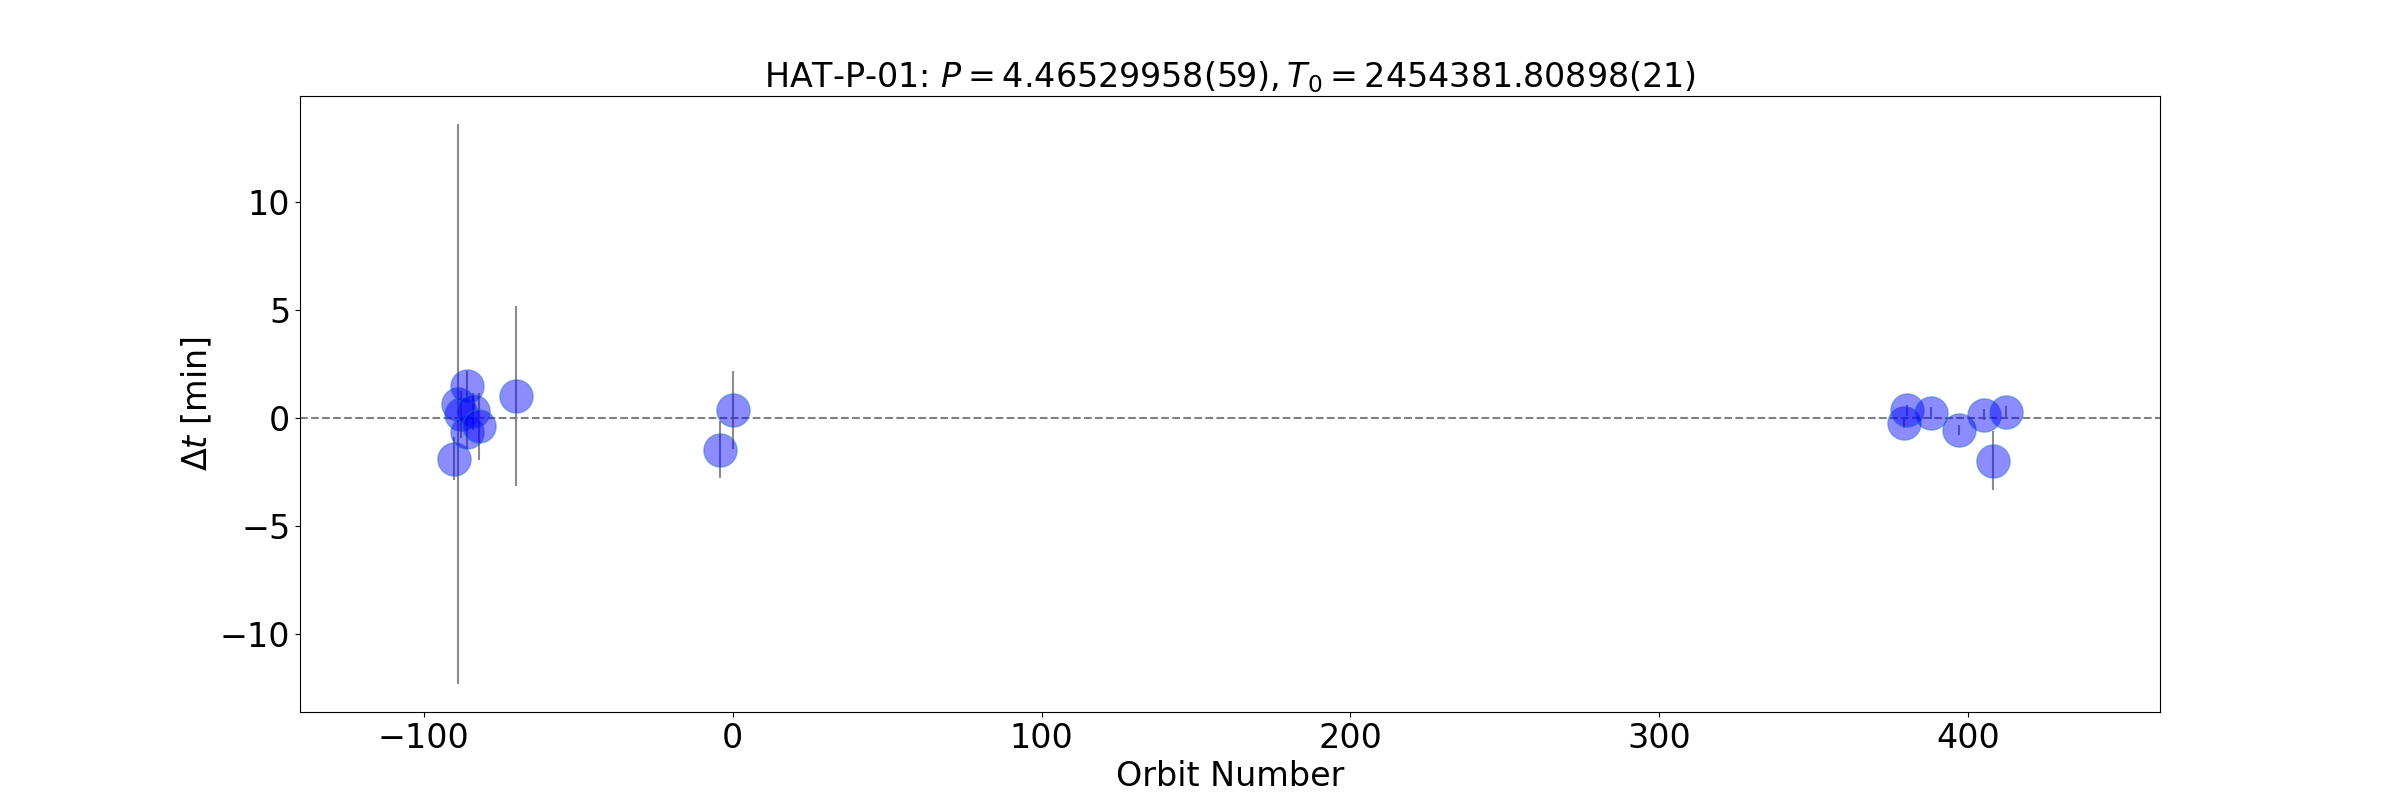 HAT-P-01: P = 4.46529958(59), T₀ = 2454381.80898(21)
10
5
0
−5
−10
Δt [min]
−100 0 100 200 300 400
Orbit Number